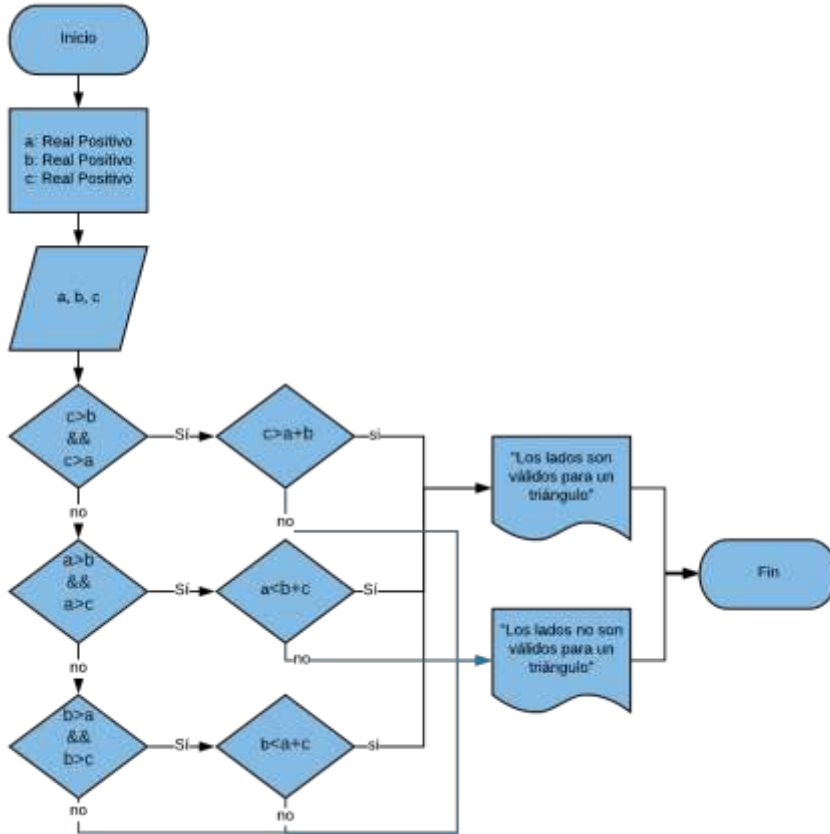 Inicio
a: Real Positivo
b: Real Positivo
c: Real Positivo
a, b, c
c>b
&&
c>a
Sí
c>a+b
si
"Los lados son
válidos para un
triángulo"
no
no
a>b
&&
a>c
Sí
a<b+c
Sí
Fin
"Los lados no son
válidos para un
triángulo"
no
no
b>a
&&
b>c
Sí
b<a+c
si
no
no